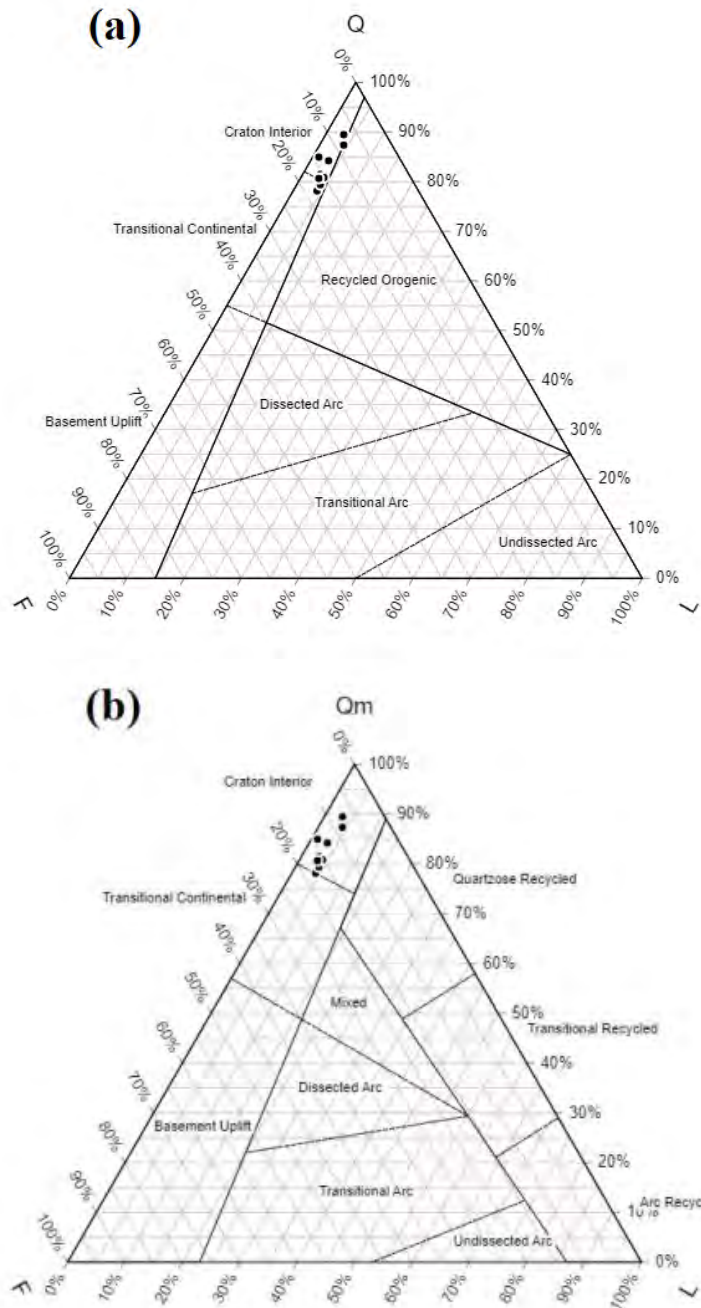 (a)
Q
0%
100%
10%
90%
Craton Interior
20%
80%
30%
70%
Transitional Continental
40%
Recycled Orogenic
60%
50%
50%
60%
40%
Dissected Arc
70%
30%
Basement Uplift
80%
20%
Transitional Arc
90%
10%
Undissected Arc
100%
0%
F
0%
10%
20%
30%
40%
50%
60%
70%
80%
90%
100%
L
(b)
Qm
0%
100%
Craton Interior
90%
20%
80%
Quartzose Recycled
30%
70%
Transitional Continental
40%
60%
50%
50%
Mixed
Transitional Recycled
60%
40%
Dissected Arc
70%
30%
Basement Uplift
80%
20%
Transitional Arc
90%
Arc Recyc
10%
Undissected Arc
100%
0%
F
0%
10%
20%
30%
40%
50%
60%
70%
80%
90%
100%
L